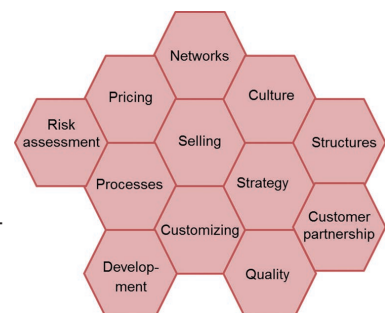 Networks
Pricing
Culture
Risk
assessment
Selling
Structures
Processes
Strategy
Customizing
Customer
partnership
Develop-
ment
Quality